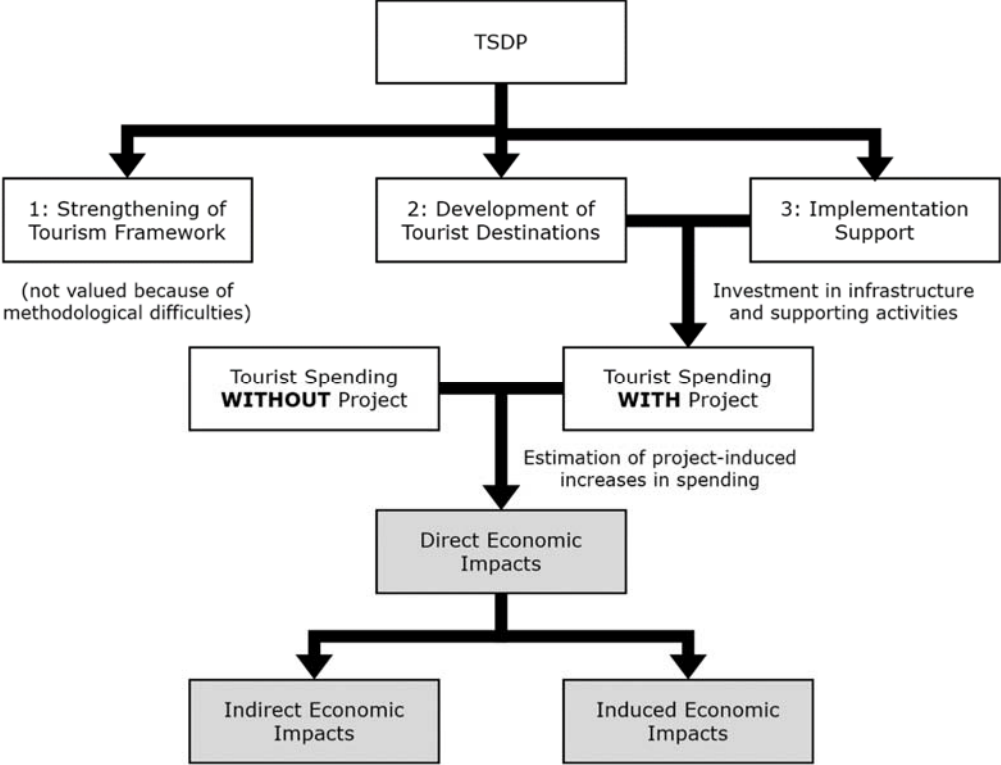 TSDP
1: Strengthening of
Tourism Framework
2: Development of
Tourist Destinations
3: Implementation
Support
(not valued because of
methodological difficulties)
Investment in infrastructure
and supporting activities
Tourist Spending
WITHOUT Project
Tourist Spending
WITH Project
Estimation of project-induced
increases in spending
Direct Economic
Impacts
Indirect Economic
Impacts
Induced Economic
Impacts